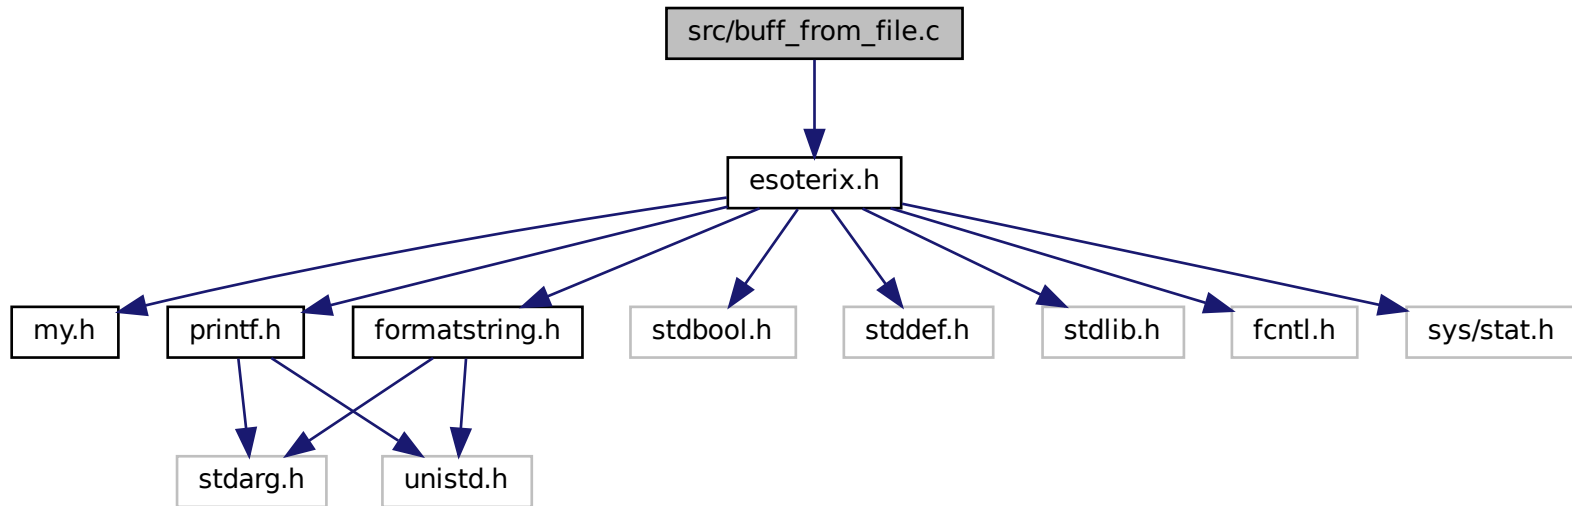 src/buff_from_file.c
esoterix.h
my.h
printf.h
formatstring.h
stdbool.h
stddef.h
stdlib.h
fcntl.h
sys/stat.h
stdarg.h
unistd.h